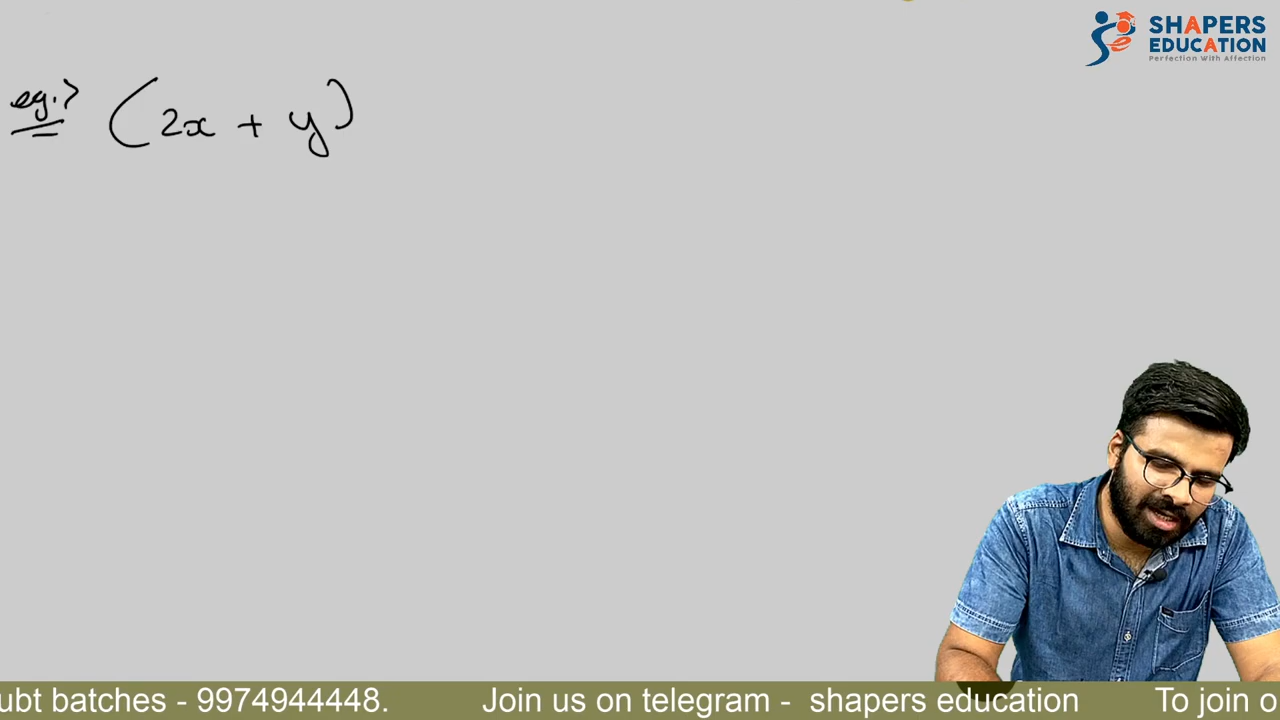 SHAPERS
EDUCATION
Perfection With Affection
eg.> (2x + y)
ubt batches - 9974944448. Join us on telegram - shapers education To join o